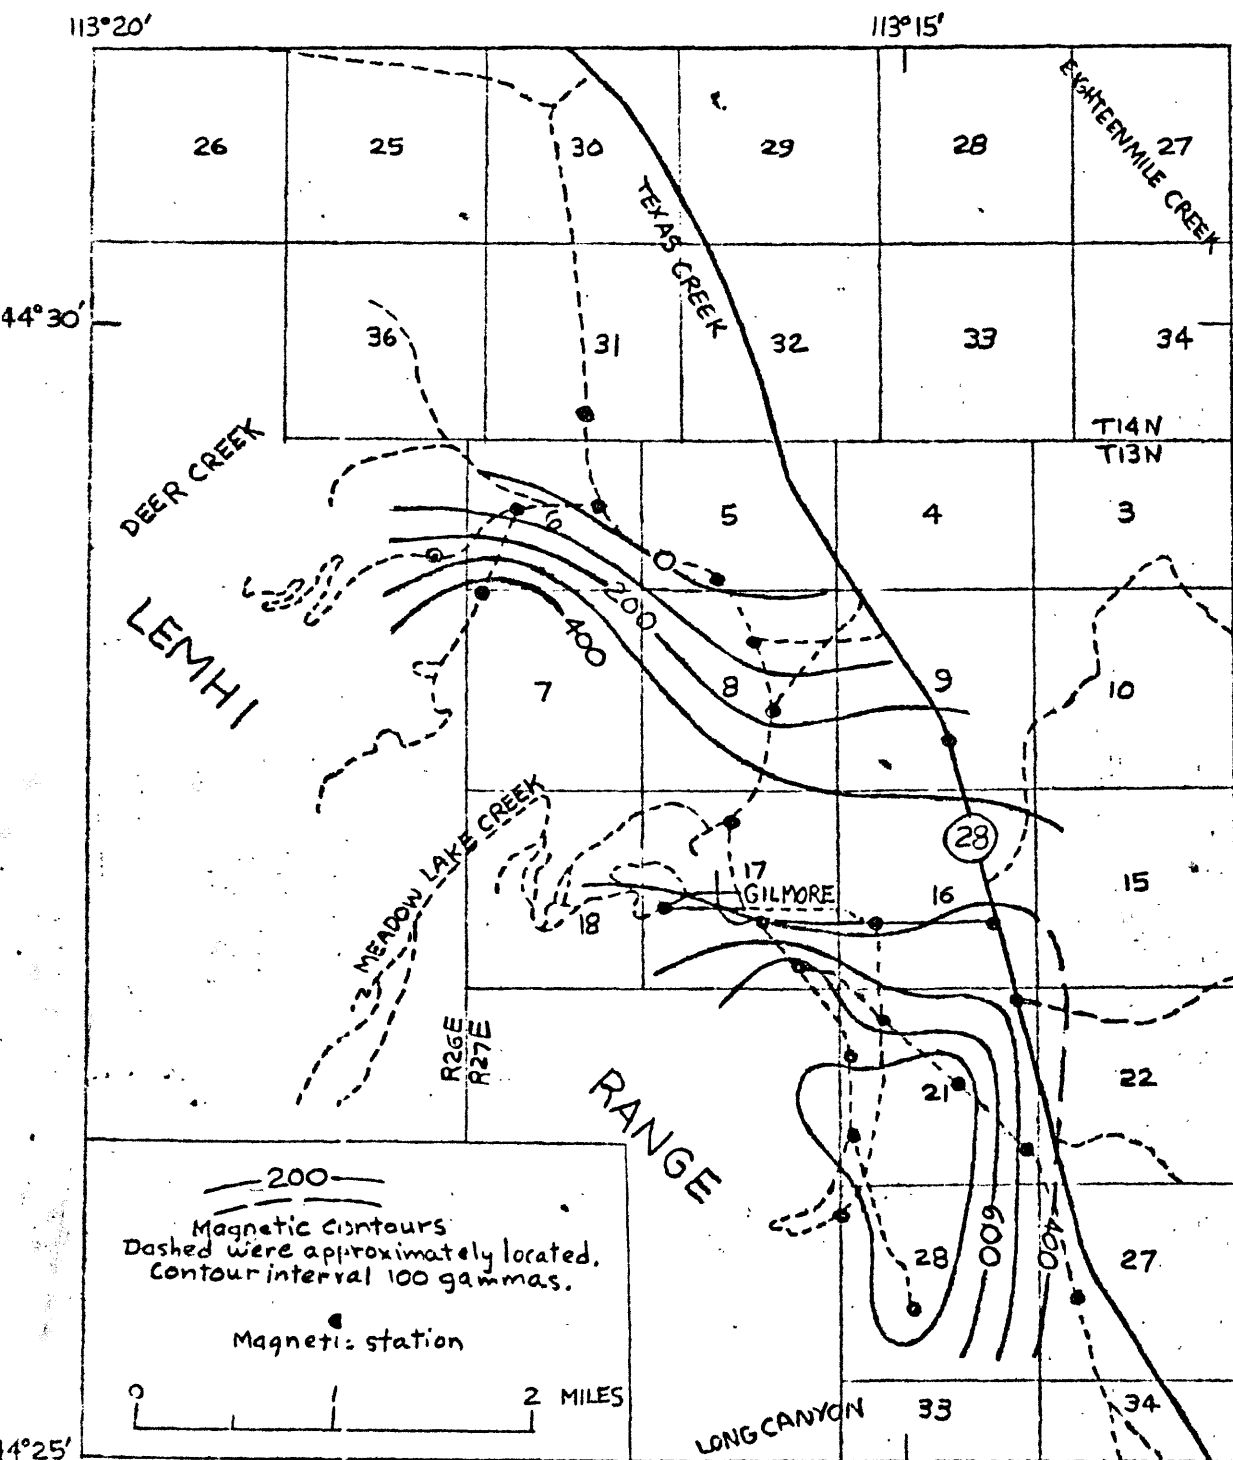 113°20' 113°15'
26 25 30 29 28 27
EIGHTEENMILE CREEK
TEXAS CREEK
44°30'
36 31 32 33 34
T14N
T13N
DEER CREEK
6 5 4 3
0
200
400
LEMHI
7 8 9 10
28
MEADOW LAKE CREEK
18 17 16 15
GILMORE
R26E
R27E
RANGE
21 22
600
400
28 27
200
Magnetic contours
Dashed were approximately located.
Contour interval 100 gammas.
Magnetic station
0 1 2 MILES
LONG CANYON
33 34
4°25'